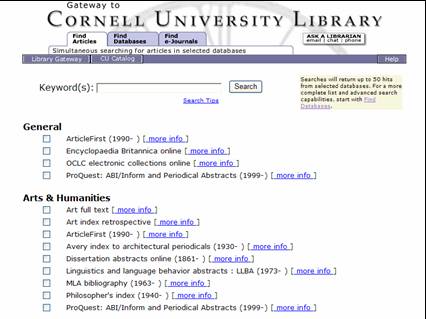 Gateway to
CORNELL UNIVERSITY LIBRARY
Find Articles
Find Databases
Find e-Journals
ASK A LIBRARIAN
email | chat | phone
Simultaneous searching for articles in selected databases
Library Gateway
CU Catalog
Help
Keyword(s):
Search
Search Tips
Searches will return up to 50 hits
from selected databases. For a more
complete list and advanced search
capabilities, start with Find
Databases.
General
ArticleFirst (1990- ) [ more info ]
Encyclopaedia Britannica online [ more info ]
OCLC electronic collections online [ more info ]
ProQuest: ABI/Inform and Periodical Abstracts (1999-) [ more info ]
Arts & Humanities
Art full text [ more info ]
Art index retrospective [ more info ]
ArticleFirst (1990- ) [ more info ]
Avery index to architectural periodicals (1930- ) [ more info ]
Dissertation abstracts online (1861- ) [ more info ]
Linguistics and language behavior abstracts : LLBA (1973- ) [ more info ]
MLA bibliography (1963- ) [ more info ]
Philosopher's index (1940- ) [ more info ]
ProQuest: ABI/Inform and Periodical Abstracts (1999-) [ more info ]